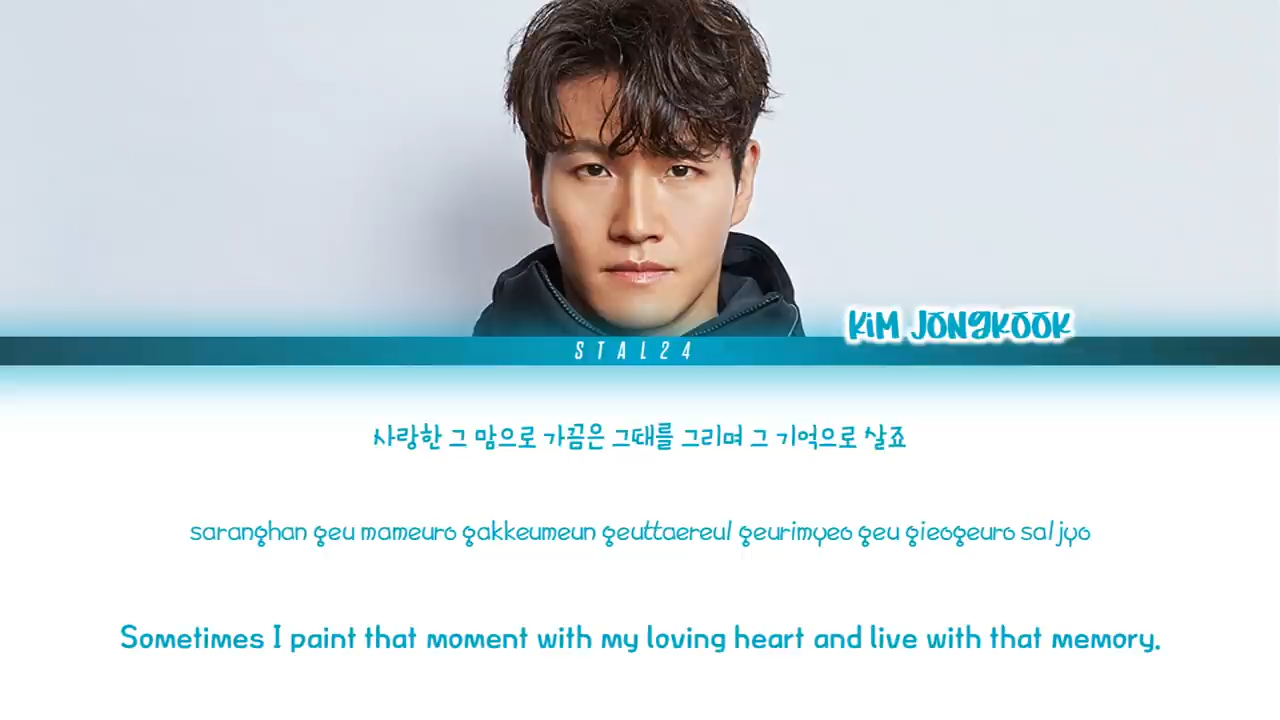 KIM JONGKOOK
STAL24
사랑한 그 맘으로 가끔은 그때를 그리며 그 기억으로 살죠
saranghan geu mameuro gakkeumeun geuttaereul geurimyeo geu gieogeuro saljyo
Sometimes I paint that moment with my loving heart and live with that memory.